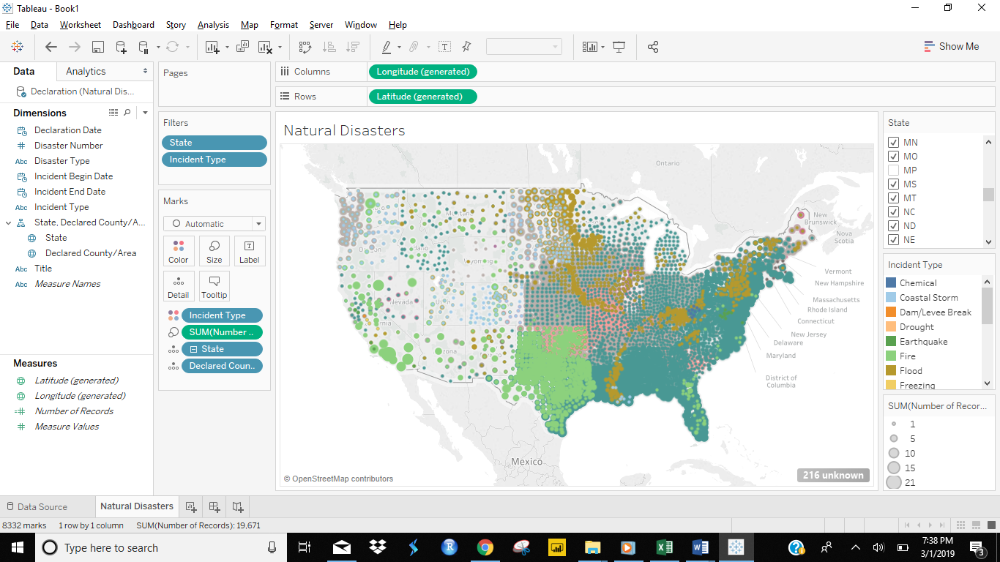 Tableau - Book1
File Data Worksheet Dashboard Story Analysis Map Format Server Window Help
Show Me
Data Analytics
Declaration (Natural Dis...
Dimensions
Declaration Date
Disaster Number
Abc Disaster Type
Incident Begin Date
Incident End Date
Abc Incident Type
State, Declared County/A...
State
Declared County/Area
Abc Title
Abc Measure Names
Measures
Latitude (generated)
Longitude (generated)
Number of Records
Measure Values
Pages
Filters
State
Incident Type
Marks
Automatic
Color Size Label
Detail Tooltip
Incident Type
SUM(Number ..
State
Declared Coun..
Columns Longitude (generated)
Rows Latitude (generated)
Natural Disasters
Ontario
New
Brunswick
Nova
Scotia
Vermont
New Hampshire
Massachusetts
Rhode Island
Connecticut
New Jersey
Delaware
Maryland
District of
Columbia
Nevada
Mexico
© OpenStreetMap contributors
216 unknown
State
MN
MO
MP
MS
MT
NC
ND
NE
Incident Type
Chemical
Coastal Storm
Dam/Levee Break
Drought
Earthquake
Fire
Flood
Freezing
SUM(Number of Recor...
1
5
10
15
21
Data Source Natural Disasters
8332 marks 1 row by 1 column SUM(Number of Records): 19,671
Type here to search
7:38 PM
3/1/2019
3